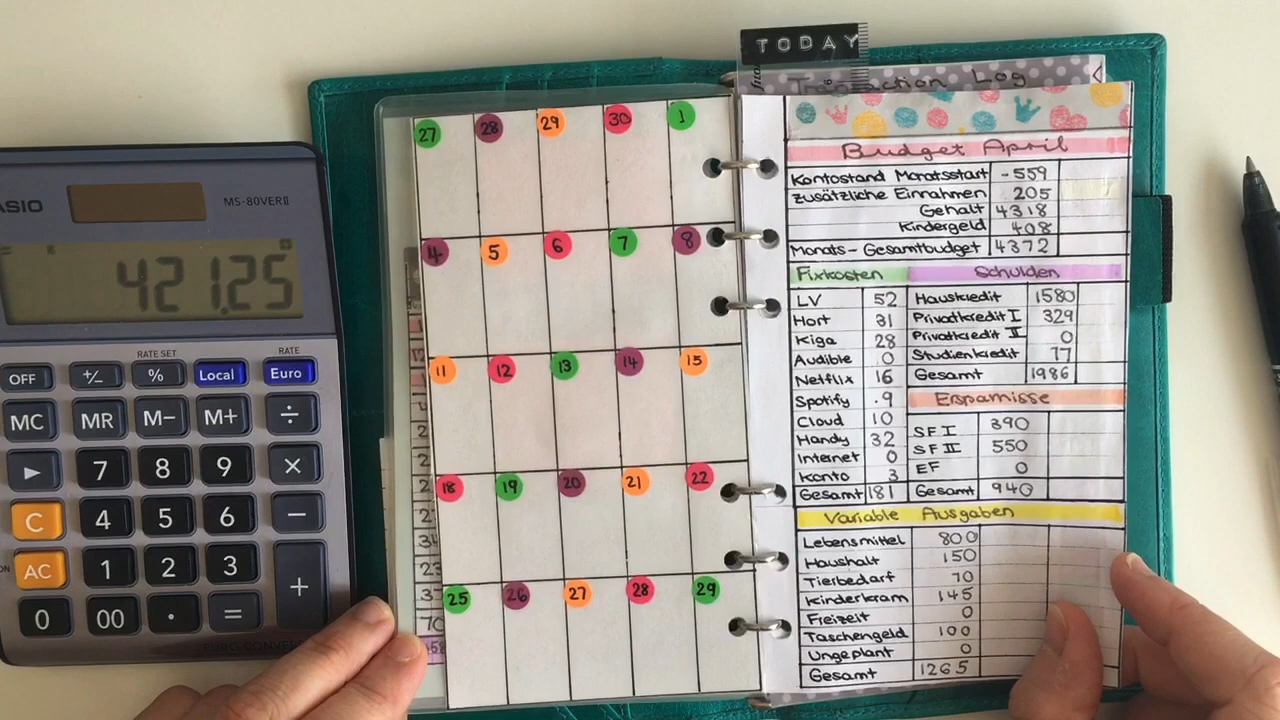 TODAY
Transaction Log
ASIO
MS-80VERII
421,25
RATE SET
RATE
OFF
+/−
%
Local
Euro
MC
MR
M−
M+
÷
►
7
8
9
×
C
4
5
6
−
AC
1
2
3
+
0
00
•
=
27 28 29 30 1
4 5 6 7 8
11 12 13 14 15
18 19 20 21 22
25 26 27 28 29
Budget April
Kontostand Monatsstart -559
zusätzliche Einnahmen 205
Gehalt 4318
Kindergeld 408
Monats-Gesamtbudget 4372
Fixkosten
LV 52
Hort 31
Kiga 28
Audible 0
Netflix 16
Spotify .9
Cloud 10
Handy 32
Internet 0
Konto 3
Gesamt 181
Schulden
Hauskredit 1580
Privatkredit I 329
Privatkredit II 0
Studienkredit 77
Gesamt 1986
Ersparnisse
SF I 390
SF II 550
EF 0
Gesamt 940
Variable Ausgaben
Lebensmittel 800
Haushalt 150
Tierbedarf 70
Kinderkram 145
Freizeit 0
Taschengeld 100
Ungeplant 0
Gesamt 1265